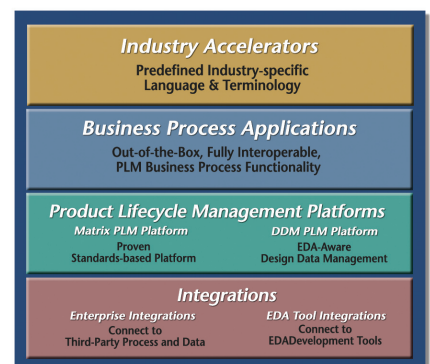 Industry Accelerators
Predefined Industry-specific
Language & Terminology
Business Process Applications
Out-of-the-Box, Fully Interoperable,
PLM Business Process Functionality
Product Lifecycle Management Platforms
Matrix PLM Platform
Proven
Standards-based Platform
DDM PLM Platform
EDA-Aware
Design Data Management
Integrations
Enterprise Integrations
Connect to
Third-Party Process and Data
EDA Tool Integrations
Connect to
EDADevelopment Tools